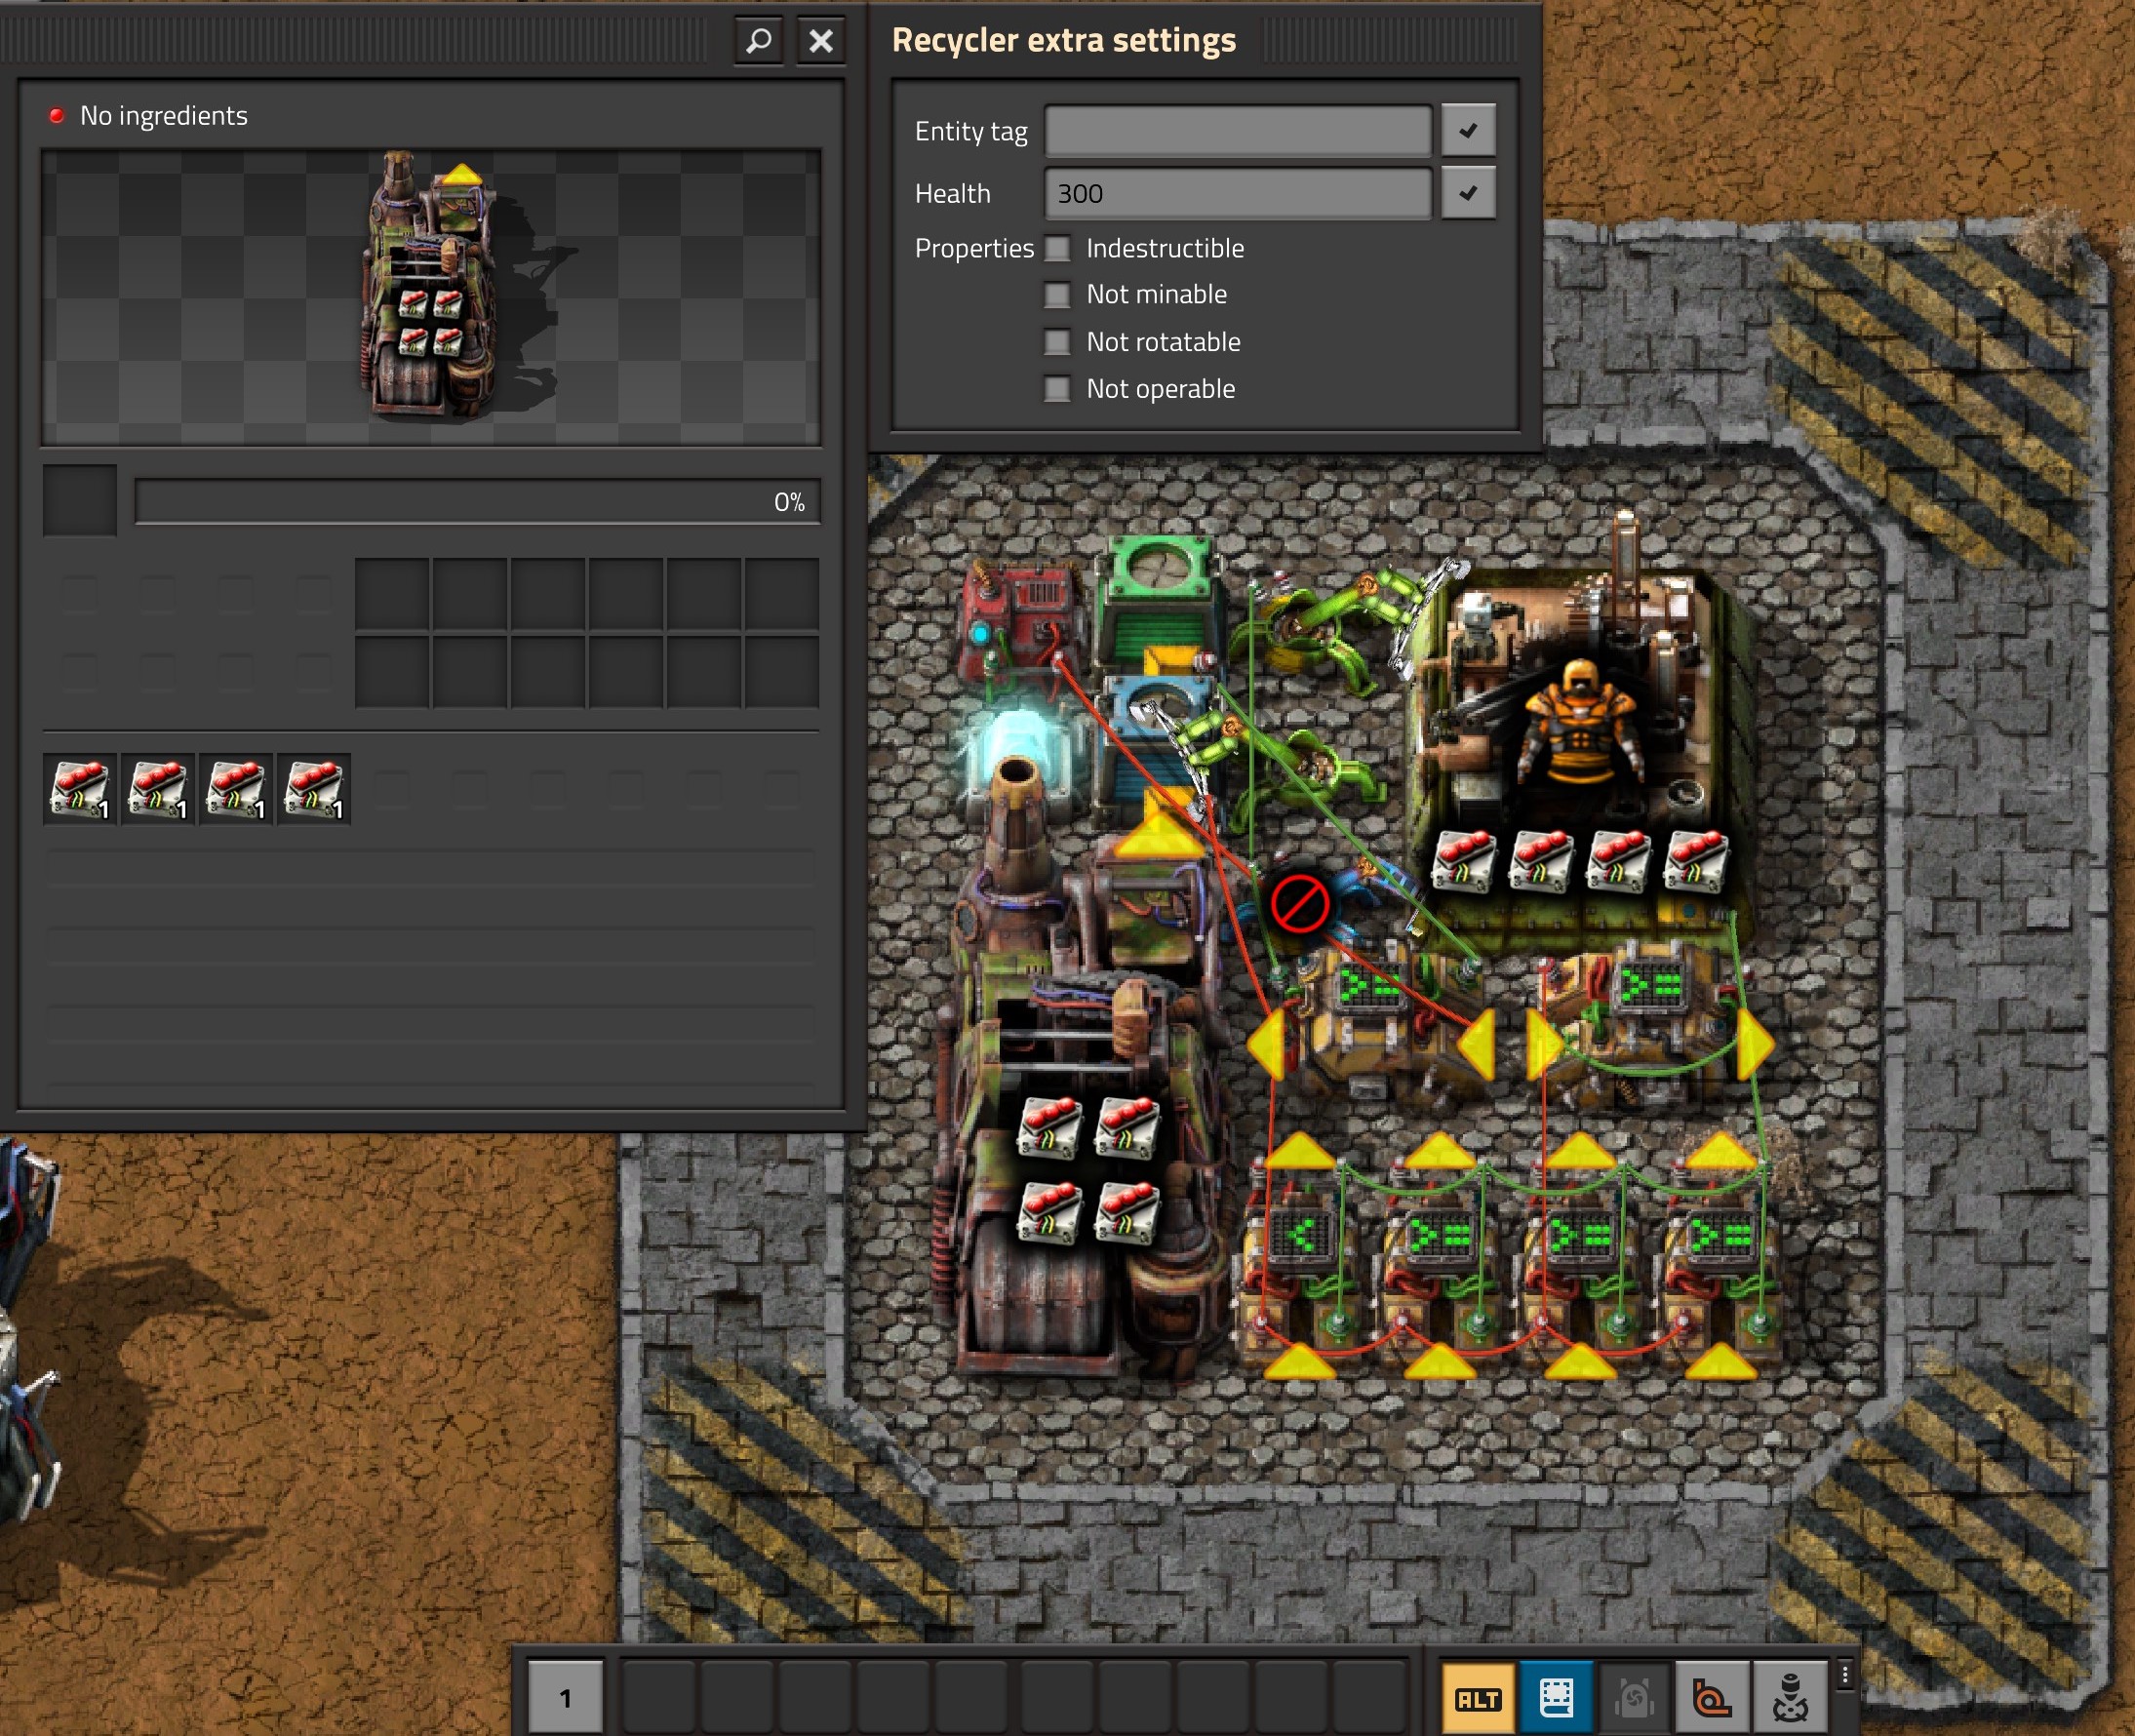 Recycler extra settings
No ingredients
Entity tag
Health 300
Properties Indestructible
Not minable
Not rotatable
Not operable
0%
1 1 1 1
>= >=
< >= >= >=
1 ALT